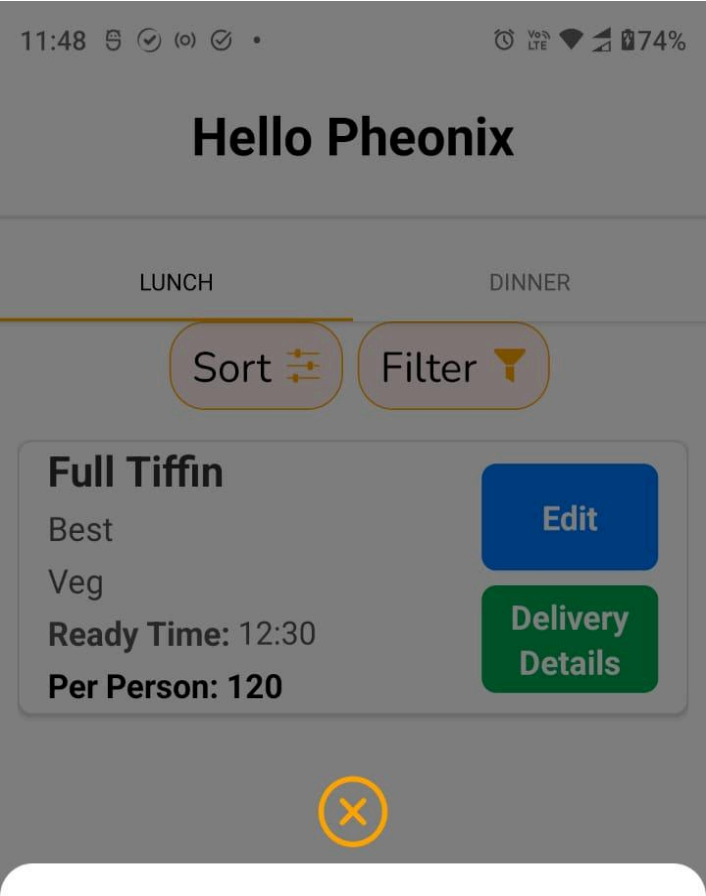 11:48 74%
Hello Pheonix
LUNCH DINNER
Sort Filter
Full Tiffin
Best
Veg
Ready Time: 12:30
Per Person: 120
Edit
Delivery
Details